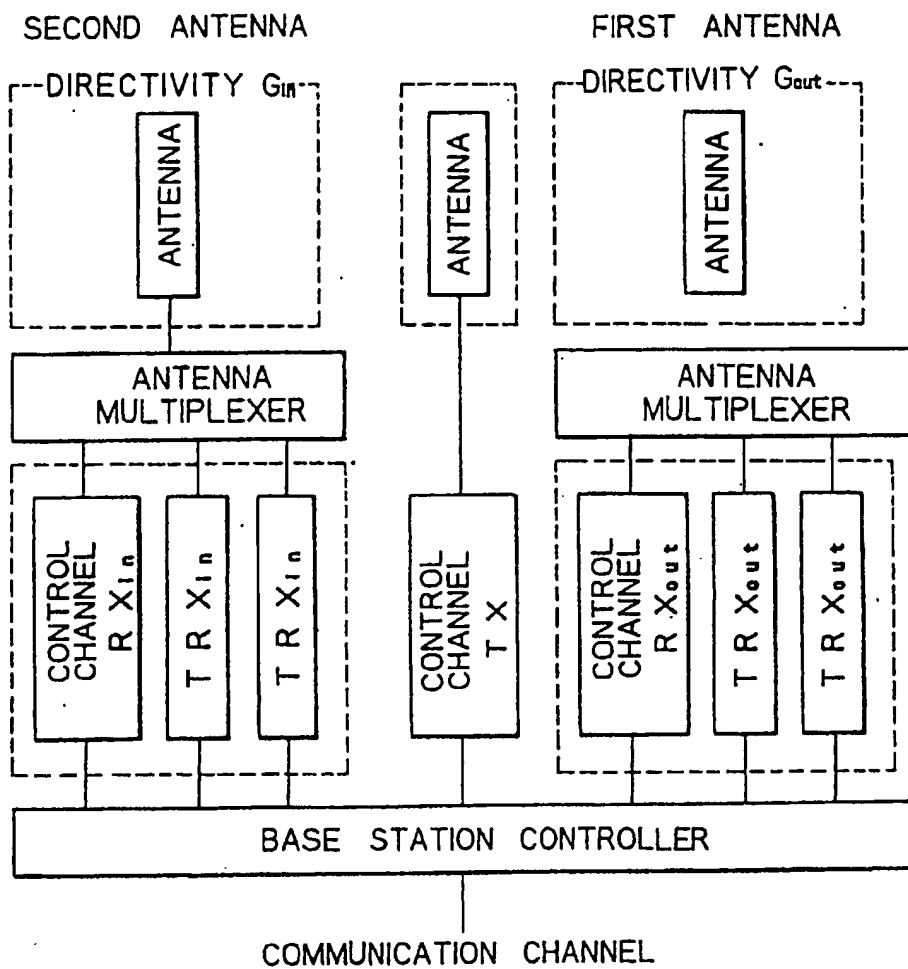 SECOND ANTENNA
FIRST ANTENNA
DIRECTIVITY Gin
DIRECTIVITY Gout
ANTENNA
ANTENNA
ANTENNA
ANTENNA
MULTIPLEXER
ANTENNA
MULTIPLEXER
CONTROL
CHANNEL
R Xin
T R Xin
T R Xin
CONTROL
CHANNEL
T X
CONTROL
CHANNEL
R Xout
T R Xout
T R Xout
BASE STATION CONTROLLER
COMMUNICATION CHANNEL